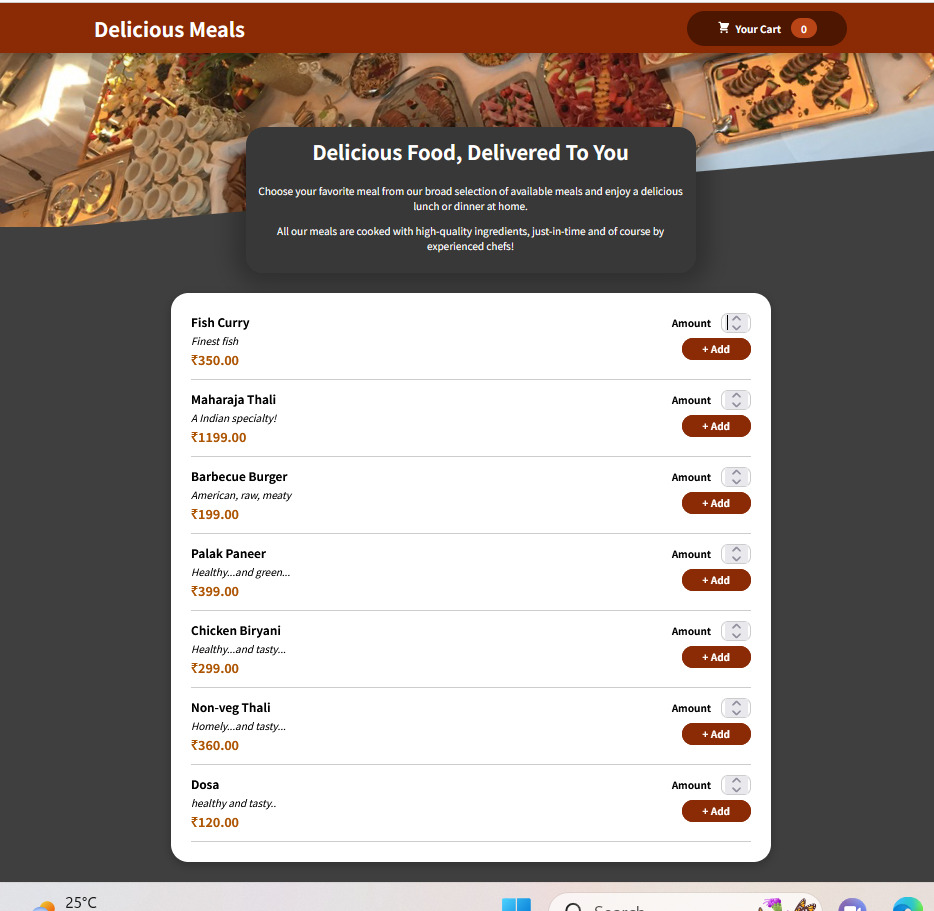 Delicious Meals
Your Cart 0
Delicious Food, Delivered To You
Choose your favorite meal from our broad selection of available meals and enjoy a delicious
lunch or dinner at home.
All our meals are cooked with high-quality ingredients, just-in-time and of course by
experienced chefs!
Fish Curry
Amount
Finest fish
+ Add
₹350.00
Maharaja Thali
Amount
A Indian specialty!
+ Add
₹1199.00
Barbecue Burger
Amount
American, raw, meaty
+ Add
₹199.00
Palak Paneer
Amount
Healthy...and green...
+ Add
₹399.00
Chicken Biryani
Amount
Healthy...and tasty...
+ Add
₹299.00
Non-veg Thali
Amount
Homely...and tasty...
+ Add
₹360.00
Dosa
Amount
healthy and tasty..
+ Add
₹120.00
25°C
Search